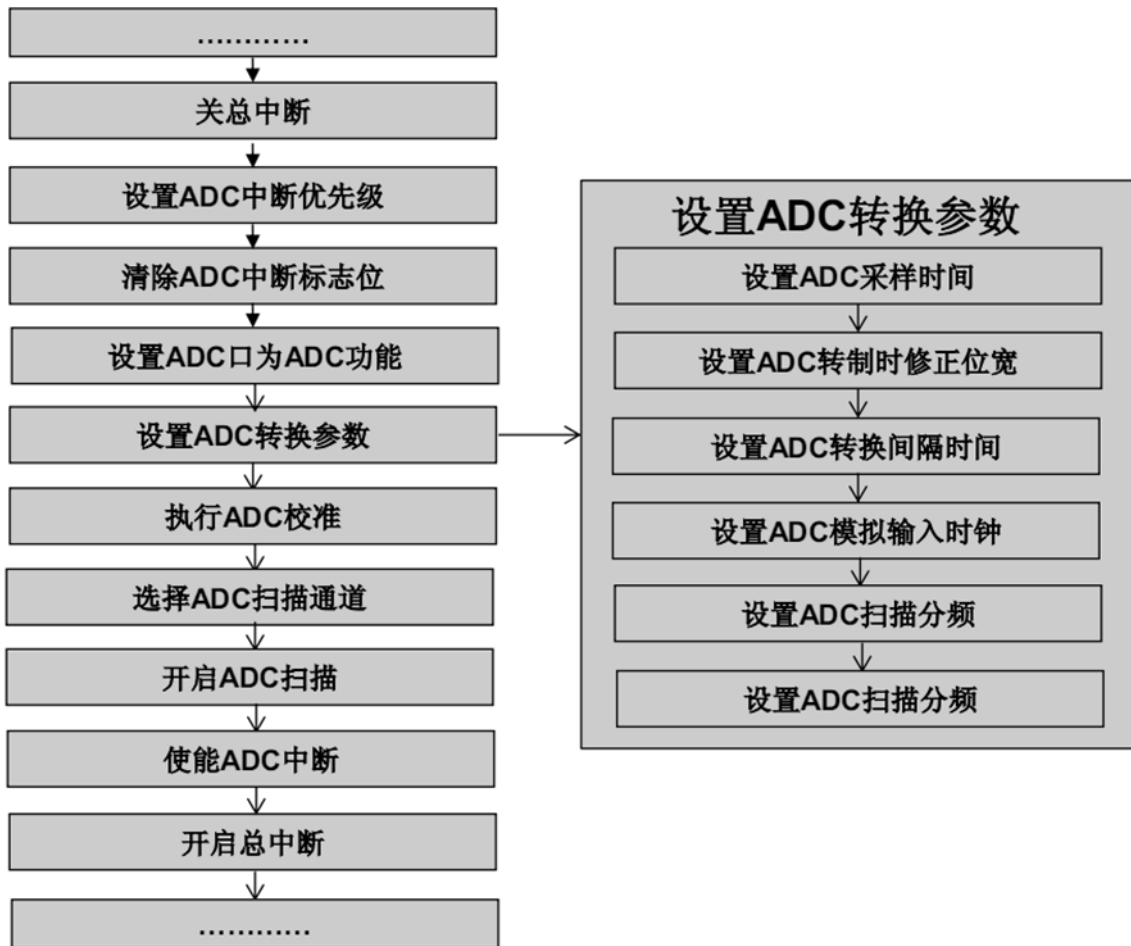 ............
关总中断
设置ADC中断优先级
清除ADC中断标志位
设置ADC口为ADC功能
设置ADC转换参数
执行ADC校准
选择ADC扫描通道
开启ADC扫描
使能ADC中断
开启总中断
............
设置ADC转换参数
设置ADC采样时间
设置ADC转制时修正位宽
设置ADC转换间隔时间
设置ADC模拟输入时钟
设置ADC扫描分频
设置ADC扫描分频